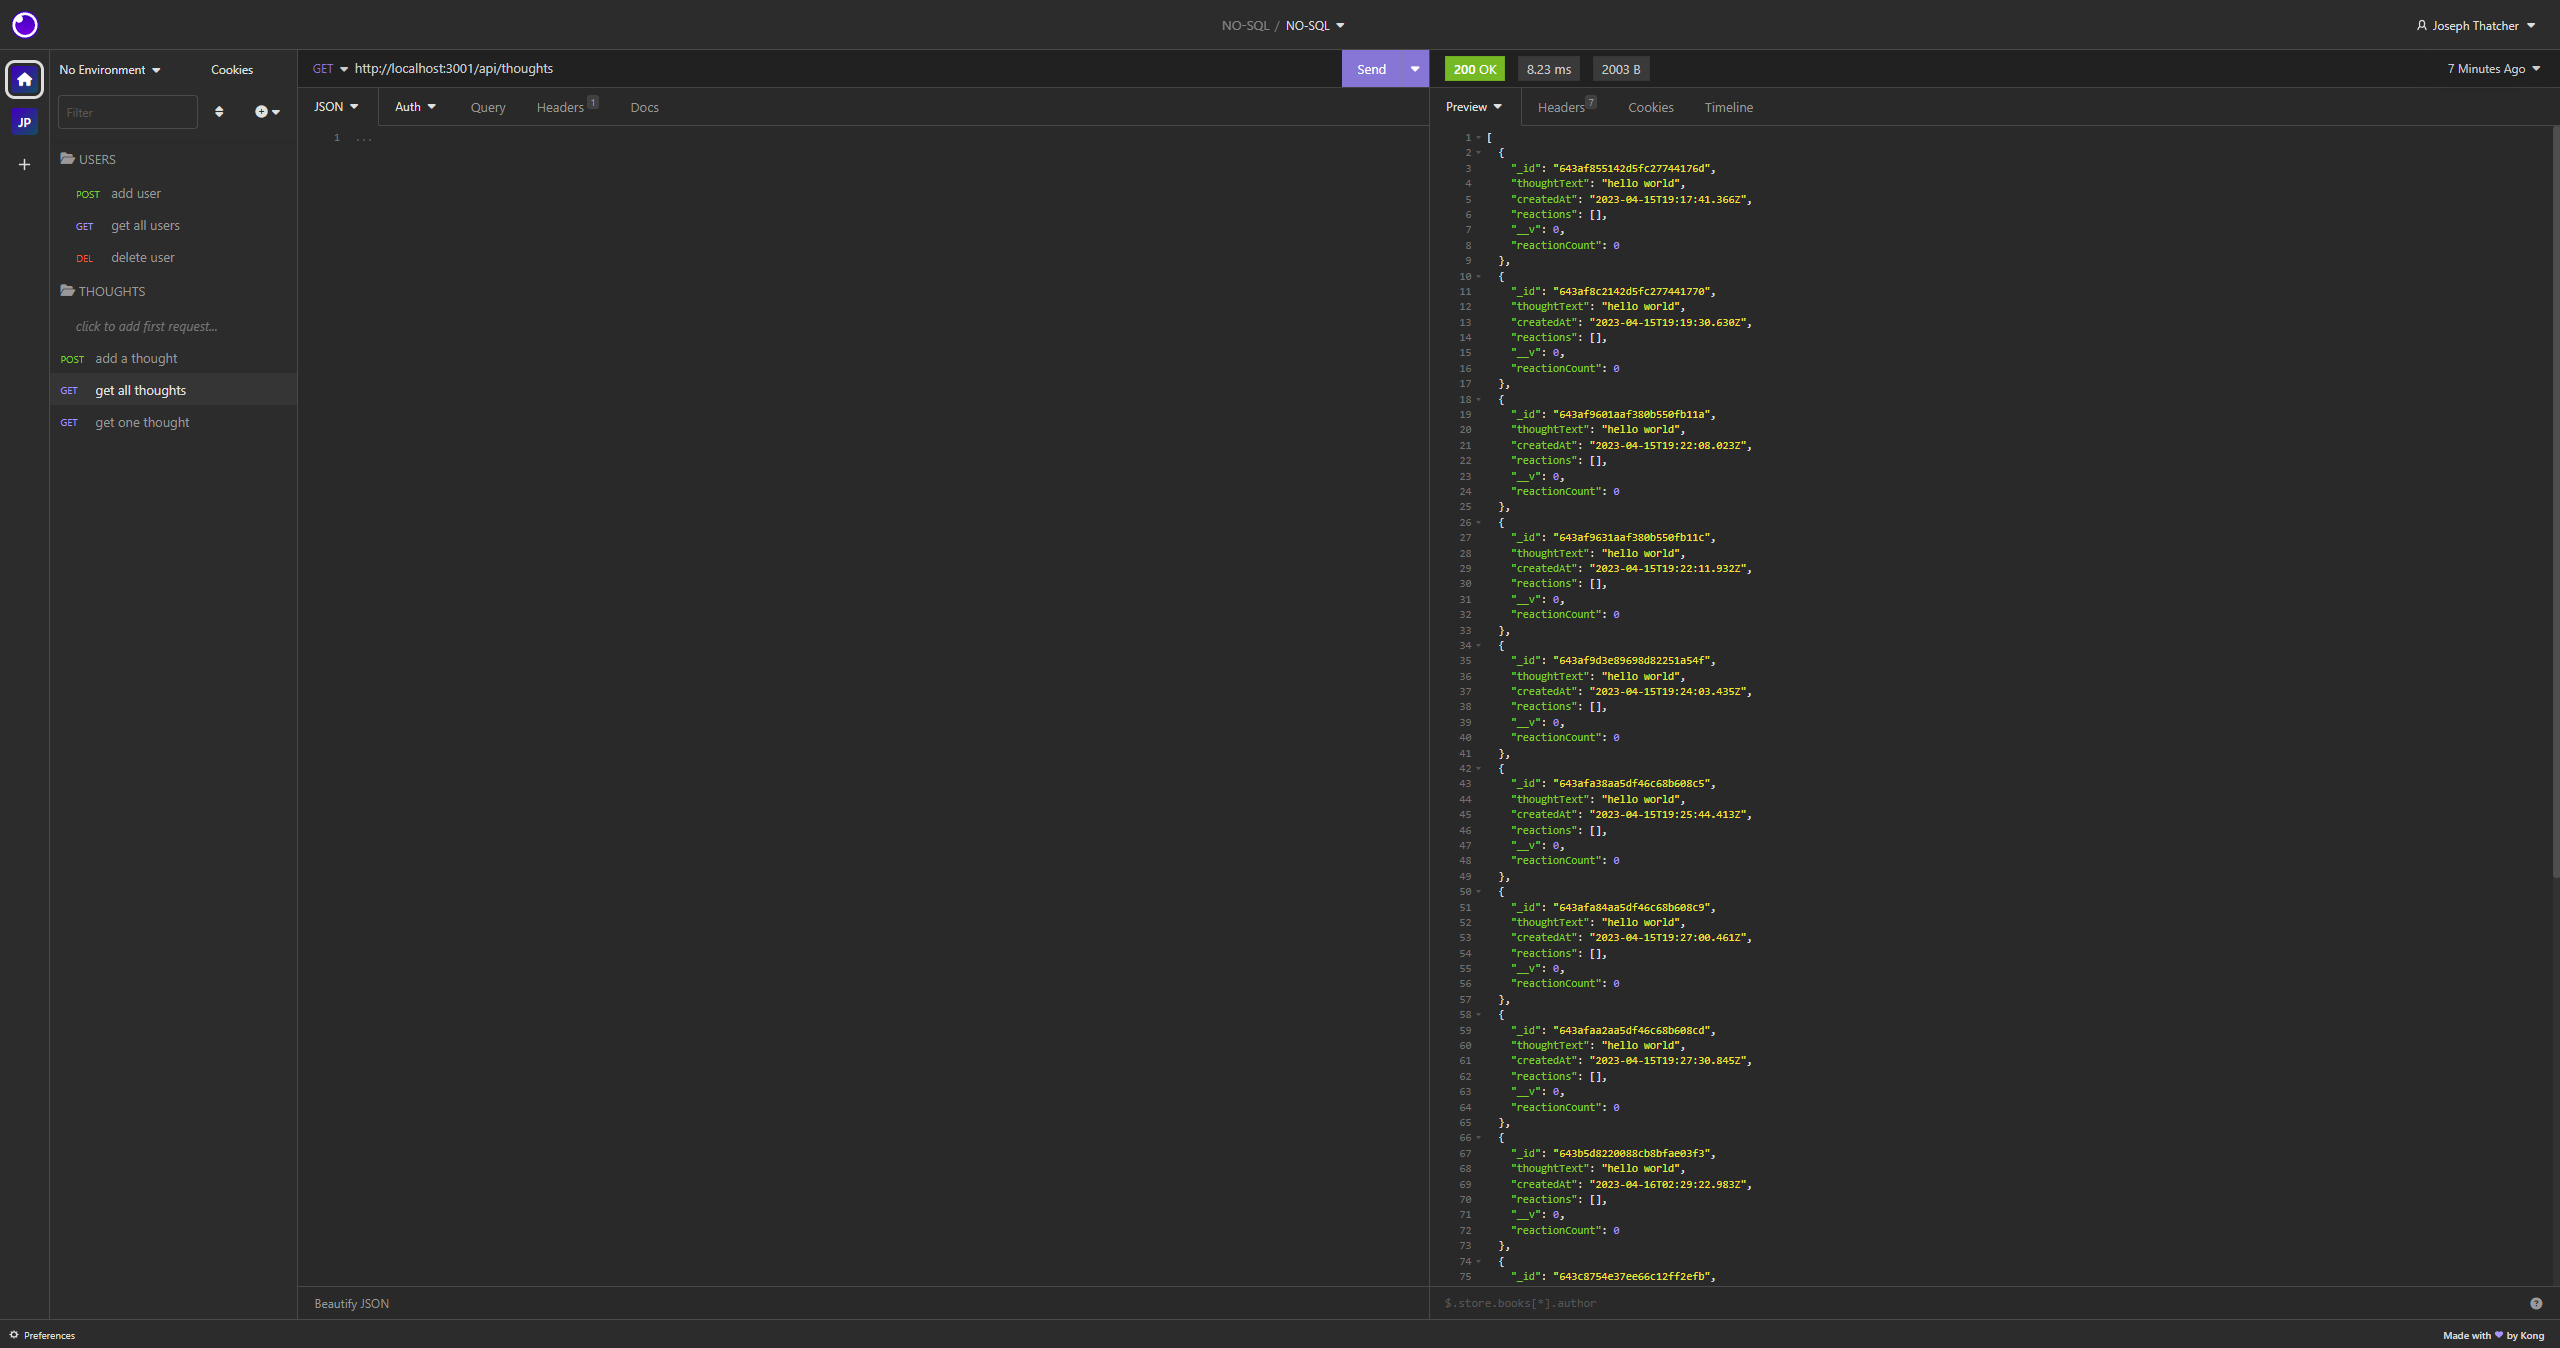 NO-SQL / NO-SQL
Joseph Thatcher
JP
No Environment
Cookies
Filter
USERS
POST add user
GET get all users
DEL delete user
THOUGHTS
click to add first request...
POST add a thought
GET get all thoughts
GET get one thought
GET http://localhost:3001/api/thoughts
Send
JSON Auth Query Headers 1 Docs
1 ...
Beautify JSON
200 OK 8.23 ms 2003 B
7 Minutes Ago
Preview Headers 7 Cookies Timeline
1 [
2 {
3 "_id": "643af855142d5fc27744176d",
4 "thoughtText": "hello world",
5 "createdAt": "2023-04-15T19:17:41.366Z",
6 "reactions": [],
7 "__v": 0,
8 "reactionCount": 0
9 },
10 {
11 "_id": "643af8c2142d5fc277441770",
12 "thoughtText": "hello world",
13 "createdAt": "2023-04-15T19:19:30.630Z",
14 "reactions": [],
15 "__v": 0,
16 "reactionCount": 0
17 },
18 {
19 "_id": "643af9601aaf380b550fb11a",
20 "thoughtText": "hello world",
21 "createdAt": "2023-04-15T19:22:08.023Z",
22 "reactions": [],
23 "__v": 0,
24 "reactionCount": 0
25 },
26 {
27 "_id": "643af9631aaf380b550fb11c",
28 "thoughtText": "hello world",
29 "createdAt": "2023-04-15T19:22:11.932Z",
30 "reactions": [],
31 "__v": 0,
32 "reactionCount": 0
33 },
34 {
35 "_id": "643af9d3e89698d82251a54f",
36 "thoughtText": "hello world",
37 "createdAt": "2023-04-15T19:24:03.435Z",
38 "reactions": [],
39 "__v": 0,
40 "reactionCount": 0
41 },
42 {
43 "_id": "643afa38aa5df46c68b608c5",
44 "thoughtText": "hello world",
45 "createdAt": "2023-04-15T19:25:44.413Z",
46 "reactions": [],
47 "__v": 0,
48 "reactionCount": 0
49 },
50 {
51 "_id": "643afa84aa5df46c68b608c9",
52 "thoughtText": "hello world",
53 "createdAt": "2023-04-15T19:27:00.461Z",
54 "reactions": [],
55 "__v": 0,
56 "reactionCount": 0
57 },
58 {
59 "_id": "643afaa2aa5df46c68b608cd",
60 "thoughtText": "hello world",
61 "createdAt": "2023-04-15T19:27:30.845Z",
62 "reactions": [],
63 "__v": 0,
64 "reactionCount": 0
65 },
66 {
67 "_id": "643b5d8220088cb8bfae03f3",
68 "thoughtText": "hello world",
69 "createdAt": "2023-04-16T02:29:22.983Z",
70 "reactions": [],
71 "__v": 0,
72 "reactionCount": 0
73 },
74 {
75 "_id": "643c8754e37ee66c12ff2efb",
$.store.books[*].author
Preferences
Made with ♥ by Kong